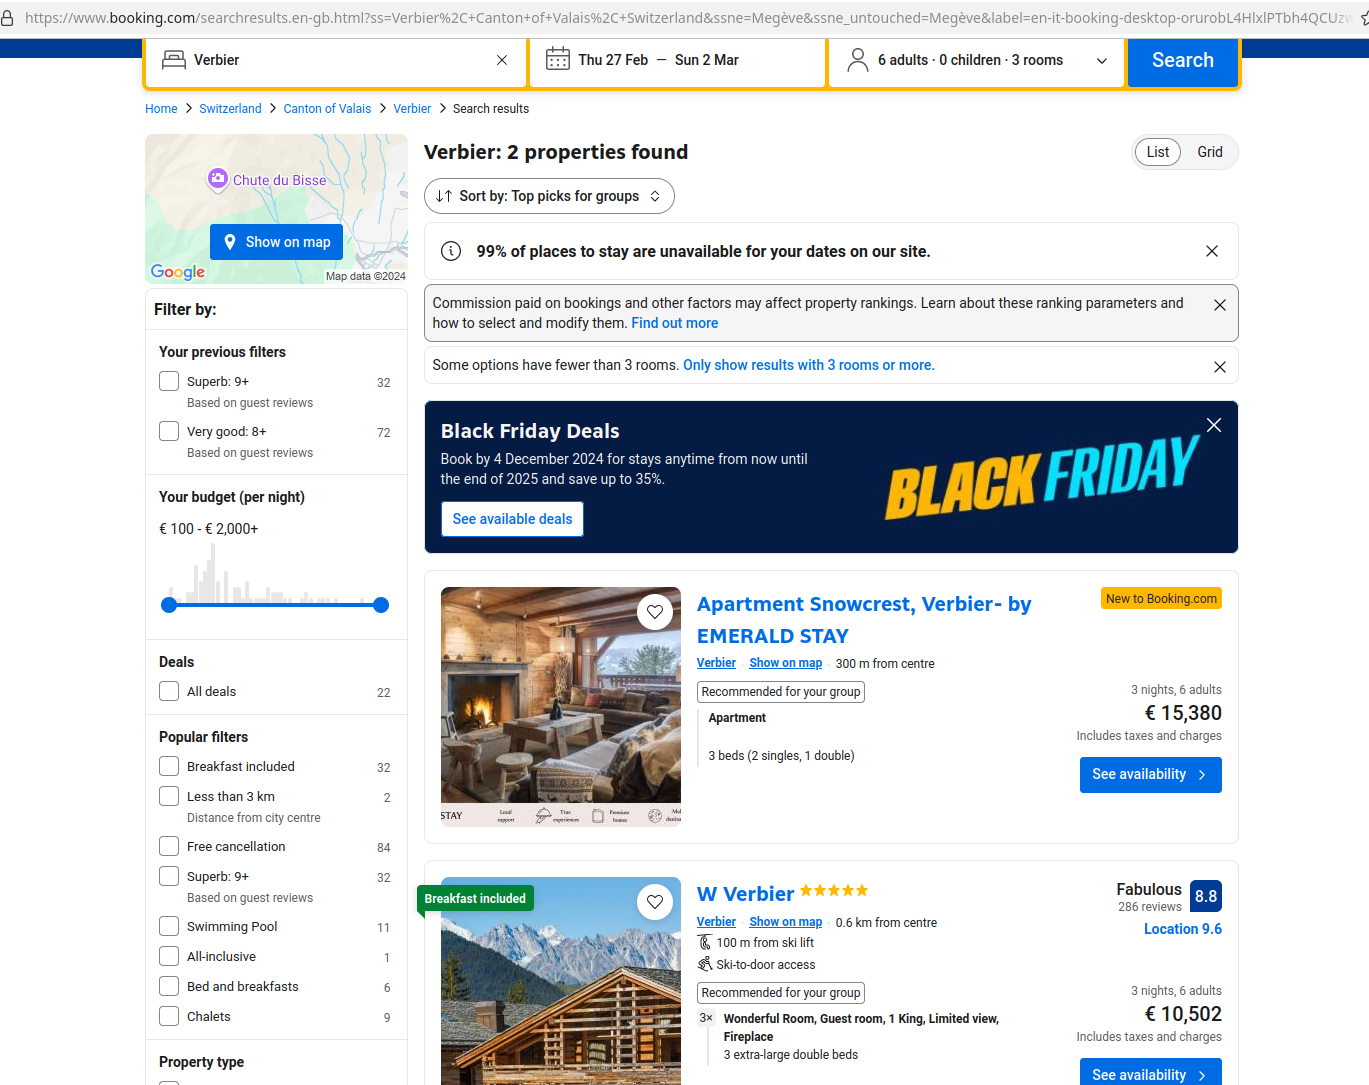 https://www.booking.com/searchresults.en-gb.html?ss=Verbier%2C+Canton+of+Valais%2C+Switzerland&ssne=Megève&ssne_untouched=Megève&label=en-it-booking-desktop-orurobL4HlxlPTbh4QCUzw
Verbier
Thu 27 Feb — Sun 2 Mar
6 adults · 0 children · 3 rooms
Search
Home > Switzerland > Canton of Valais > Verbier > Search results
Chute du Bisse
Show on map
Google
Map data ©2024
Filter by:
Your previous filters
Superb: 9+ 32
Based on guest reviews
Very good: 8+ 72
Based on guest reviews
Your budget (per night)
€ 100 - € 2,000+
Deals
All deals 22
Popular filters
Breakfast included 32
Less than 3 km 2
Distance from city centre
Free cancellation 84
Superb: 9+ 32
Based on guest reviews
Swimming Pool 11
All-inclusive 1
Bed and breakfasts 6
Chalets 9
Property type
Verbier: 2 properties found
List Grid
Sort by: Top picks for groups
99% of places to stay are unavailable for your dates on our site.
Commission paid on bookings and other factors may affect property rankings. Learn about these ranking parameters and
how to select and modify them. Find out more
Some options have fewer than 3 rooms. Only show results with 3 rooms or more.
Black Friday Deals
Book by 4 December 2024 for stays anytime from now until
the end of 2025 and save up to 35%.
See available deals
BLACK FRIDAY
Apartment Snowcrest, Verbier- by
EMERALD STAY
New to Booking.com
Verbier · Show on map · 300 m from centre
Recommended for your group
Apartment
3 beds (2 singles, 1 double)
3 nights, 6 adults
€ 15,380
Includes taxes and charges
See availability
STAY
Local
support
True
experiences
Premium
homes
Breakfast included
W Verbier
Fabulous
286 reviews
8.8
Location 9.6
Verbier · Show on map · 0.6 km from centre
100 m from ski lift
Ski-to-door access
Recommended for your group
3× Wonderful Room, Guest room, 1 King, Limited view,
Fireplace
3 extra-large double beds
3 nights, 6 adults
€ 10,502
Includes taxes and charges
See availability